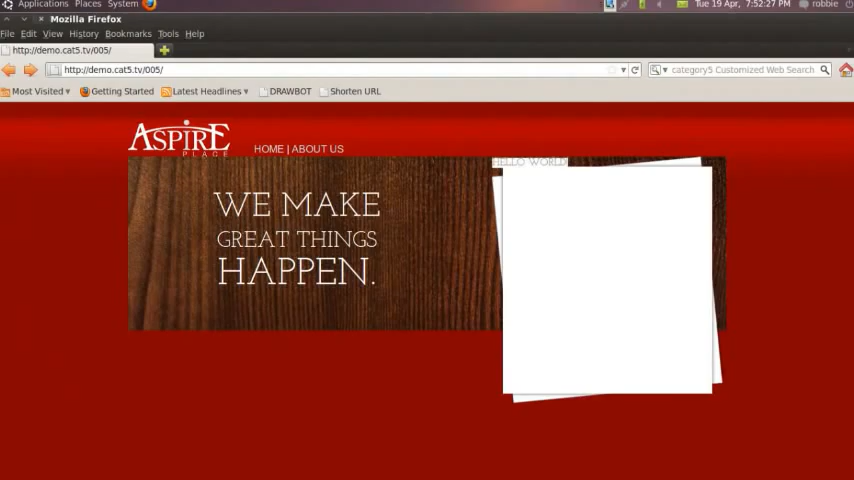 Applications Places System
Tue 19 Apr, 7:52:27 PM robbie
Mozilla Firefox
File Edit View History Bookmarks Tools Help
http://demo.cat5.tv/005/
http://demo.cat5.tv/005/
category5 Customized Web Search
Most Visited Getting Started Latest Headlines DRAWBOT Shorten URL
ASPIRE
PLACE
HOME | ABOUT US
HELLO WORLD
WE MAKE
GREAT THINGS
HAPPEN.